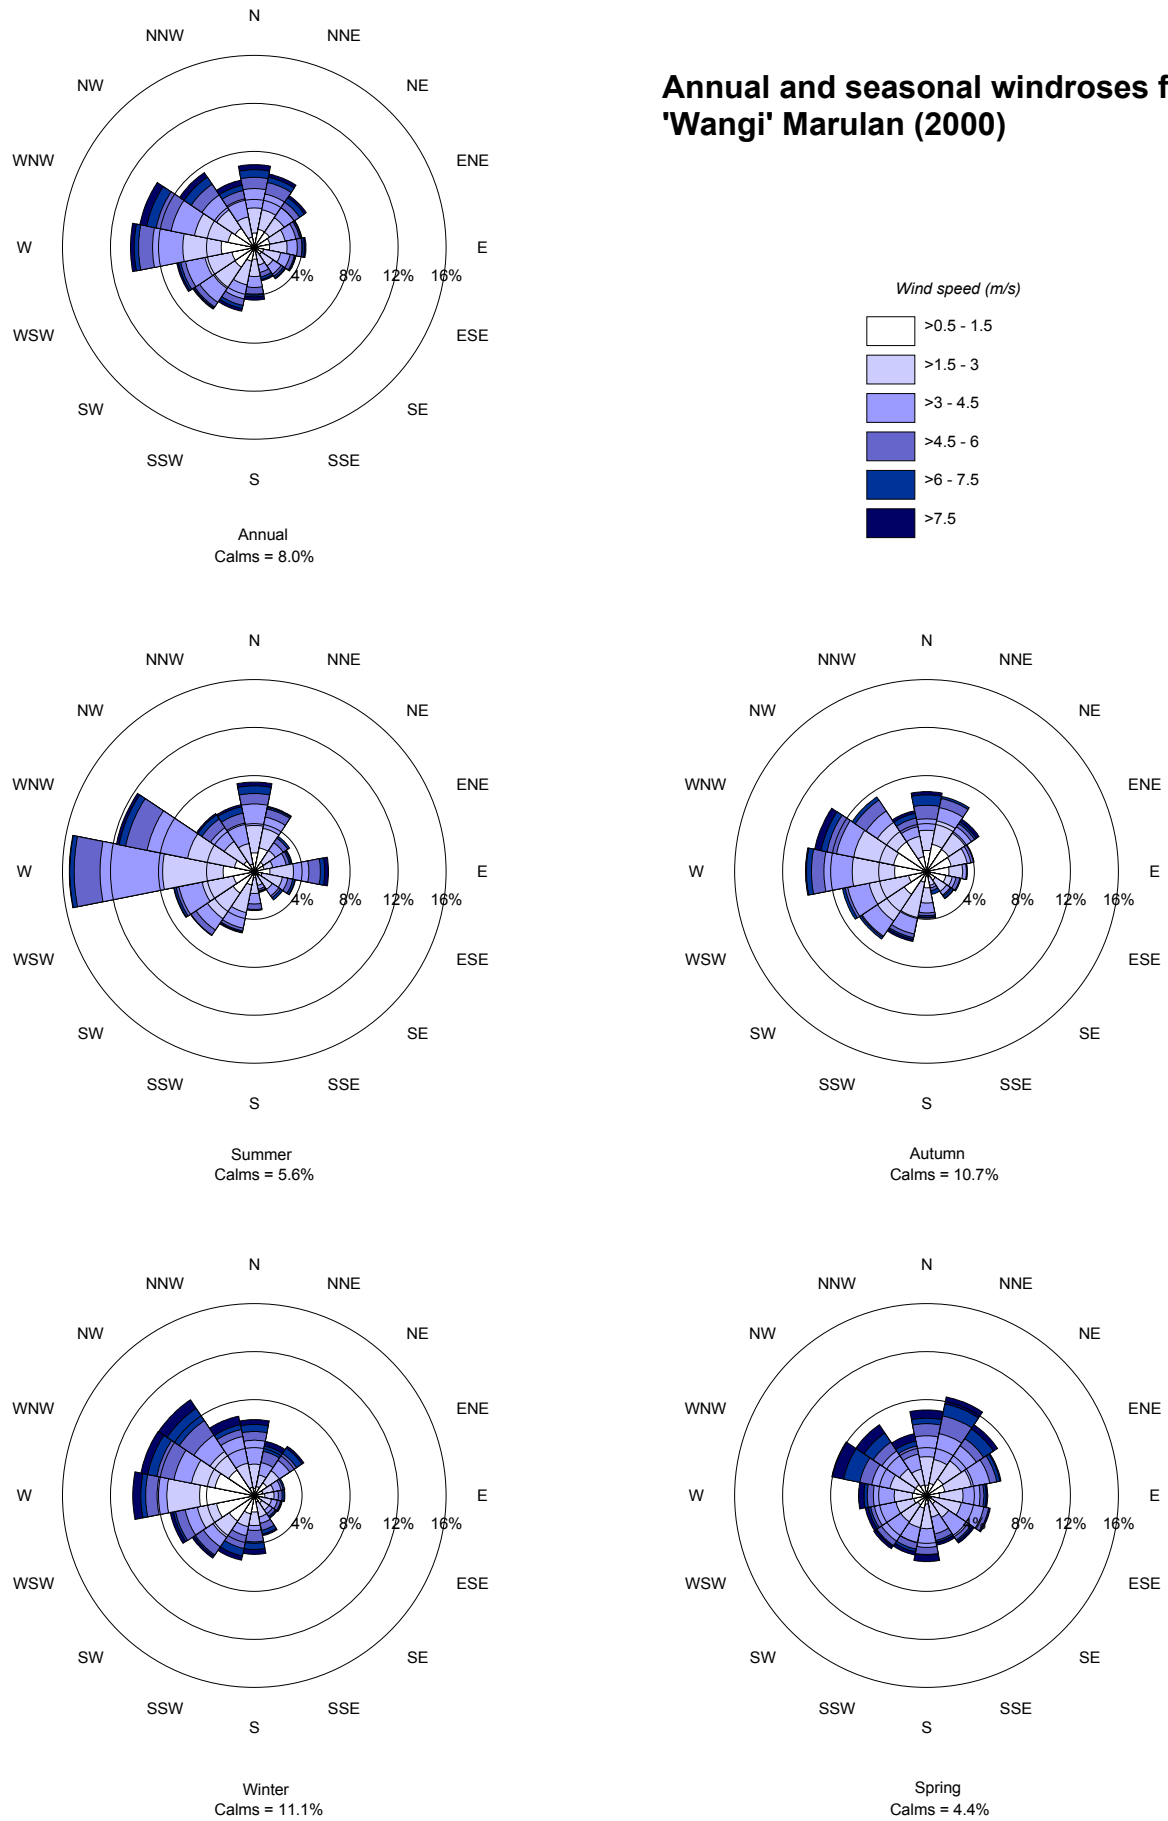 Annual and seasonal windroses f
'Wangi' Marulan (2000)
N
NNW
NNE
NW
NE
WNW
ENE
W
E
4%
8%
12%
16%
WSW
ESE
SW
SE
SSW
SSE
S
Annual
Calms = 8.0%
Wind speed (m/s)
>0.5 - 1.5
>1.5 - 3
>3 - 4.5
>4.5 - 6
>6 - 7.5
>7.5
N
NNW
NNE
NW
NE
WNW
ENE
W
E
4%
8%
12%
16%
WSW
ESE
SW
SE
SSW
SSE
S
Summer
Calms = 5.6%
N
NNW
NNE
NW
NE
WNW
ENE
W
E
4%
8%
12%
16%
WSW
ESE
SW
SE
SSW
SSE
S
Autumn
Calms = 10.7%
N
NNW
NNE
NW
NE
WNW
ENE
W
E
4%
8%
12%
16%
WSW
ESE
SW
SE
SSW
SSE
S
Winter
Calms = 11.1%
N
NNW
NNE
NW
NE
WNW
ENE
W
E
4%
8%
12%
16%
WSW
ESE
SW
SE
SSW
SSE
S
Spring
Calms = 4.4%